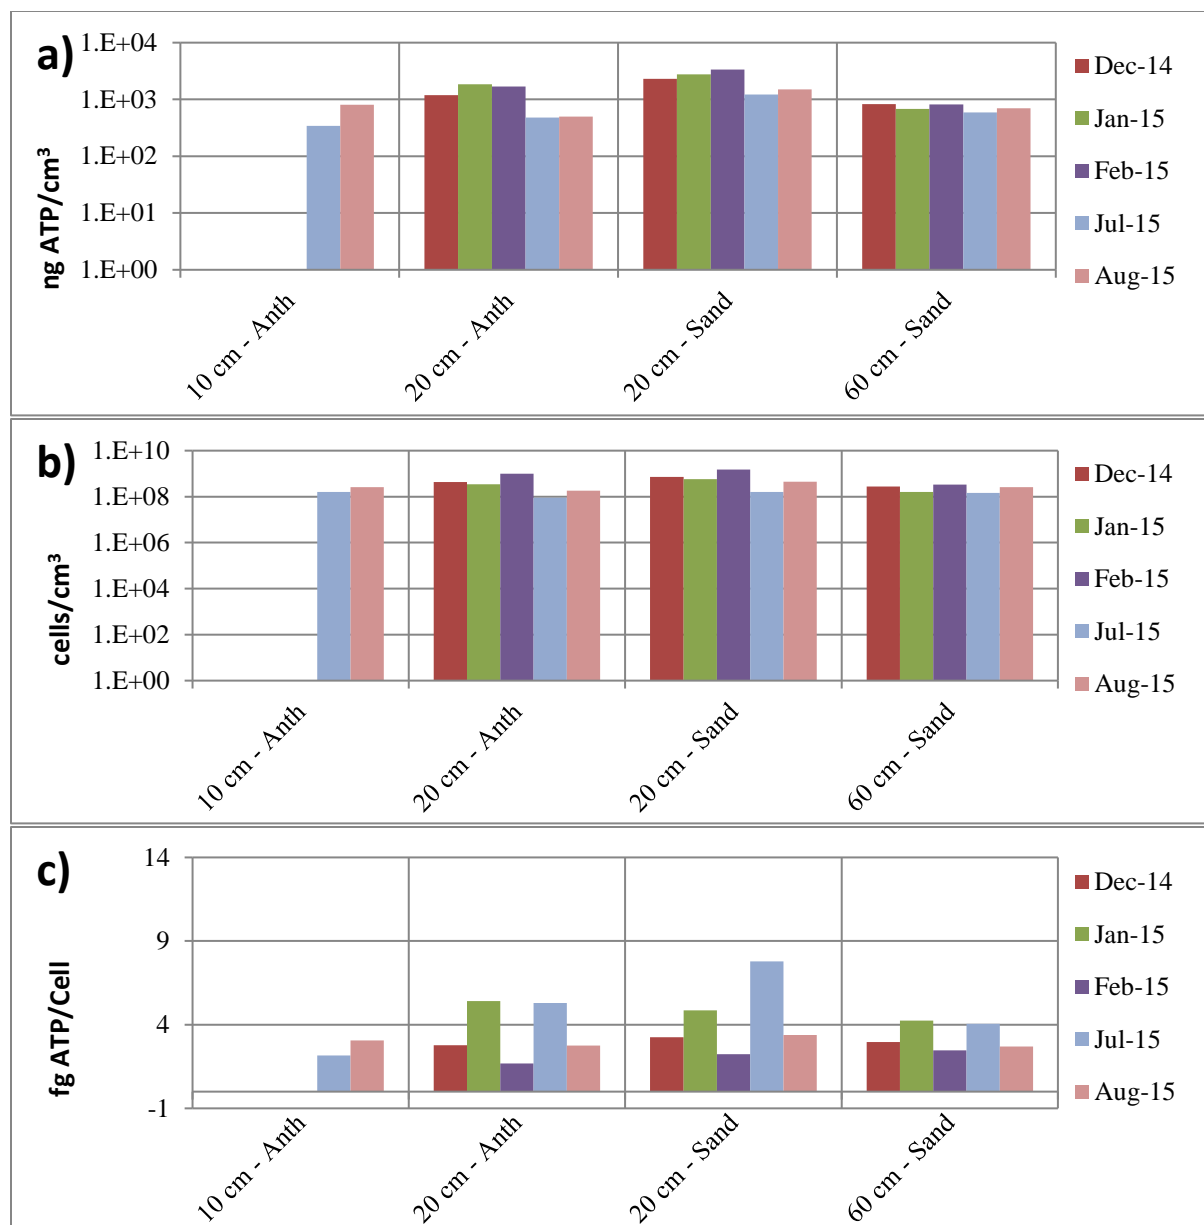 a)
1.E+04
1.E+03
1.E+02
1.E+01
1.E+00
ng ATP/cm³
10 cm - Anth
20 cm - Anth
20 cm - Sand
60 cm - Sand
Dec-14
Jan-15
Feb-15
Jul-15
Aug-15
b)
1.E+10
1.E+08
1.E+06
1.E+04
1.E+02
1.E+00
cells/cm³
10 cm - Anth
20 cm - Anth
20 cm - Sand
60 cm - Sand
Dec-14
Jan-15
Feb-15
Jul-15
Aug-15
c)
14
9
4
-1
fg ATP/Cell
10 cm - Anth
20 cm - Anth
20 cm - Sand
60 cm - Sand
Dec-14
Jan-15
Feb-15
Jul-15
Aug-15